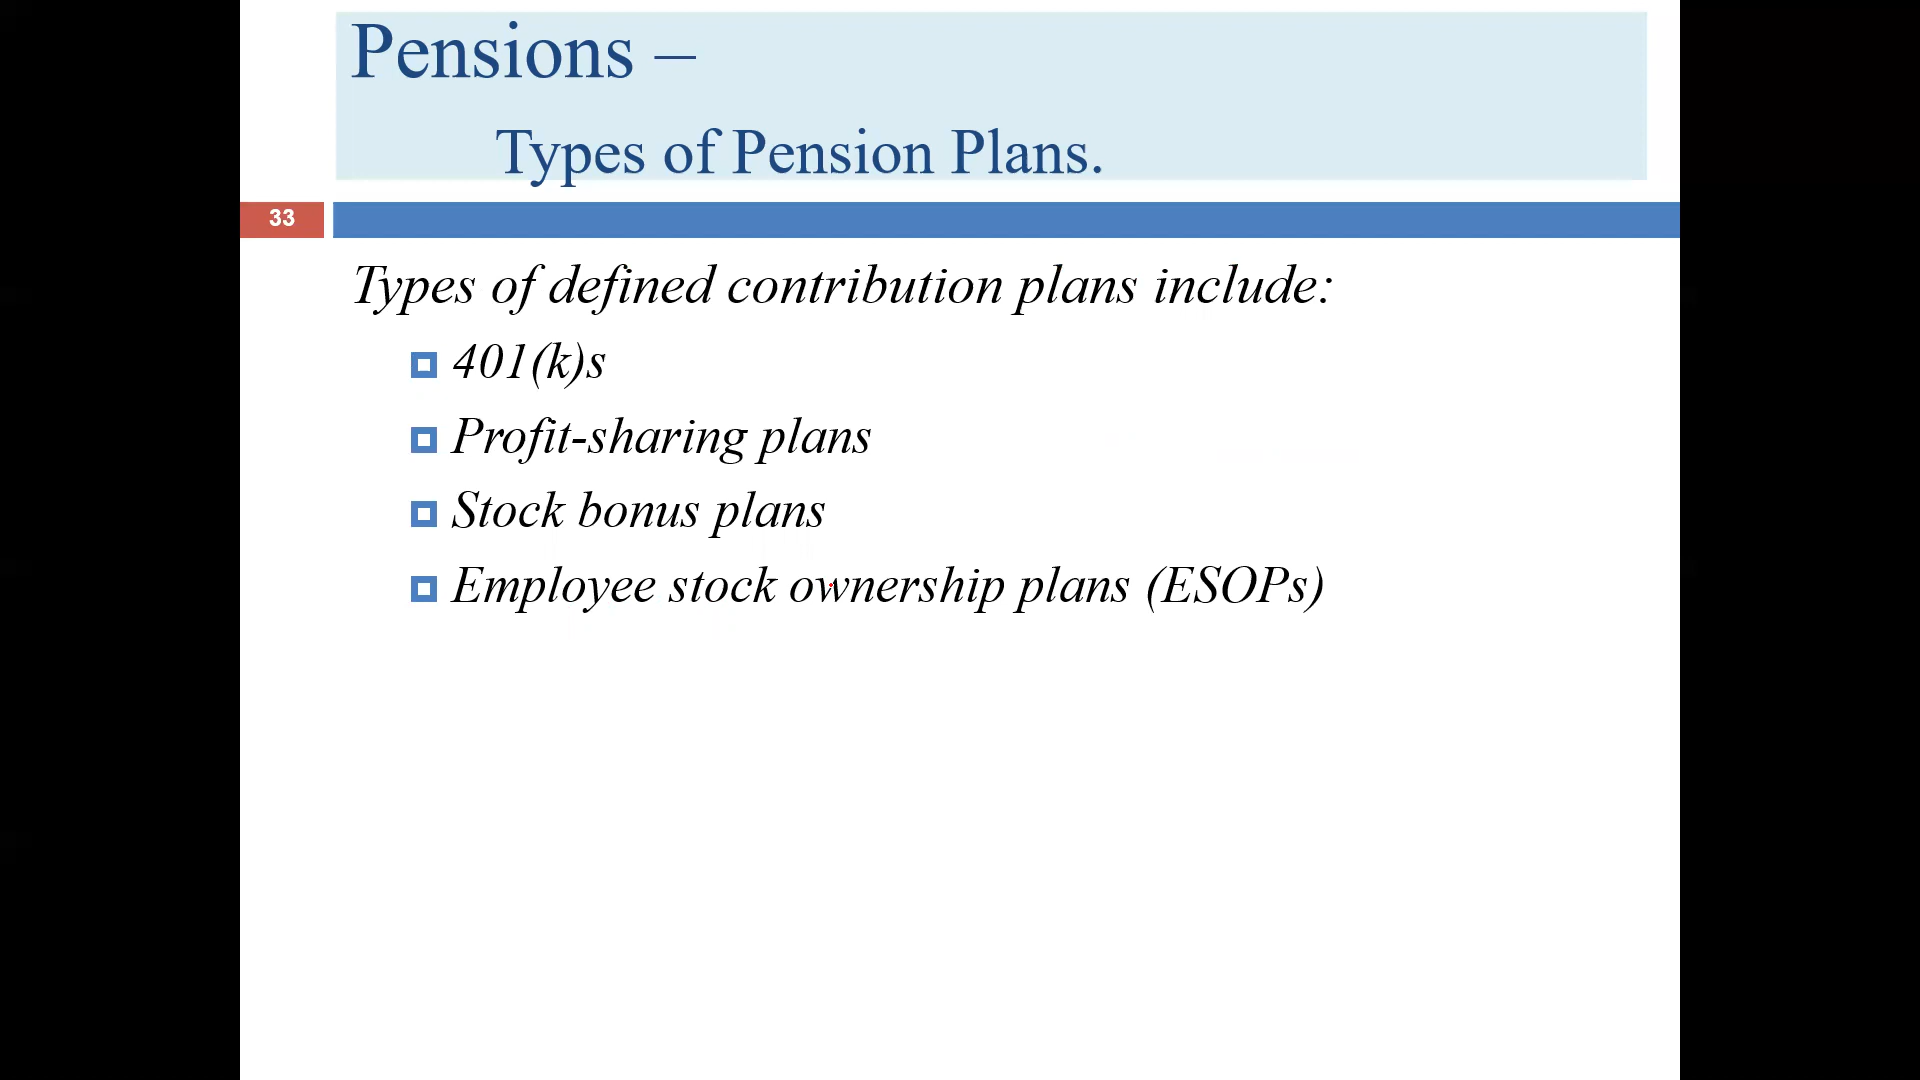 Pensions –
Types of Pension Plans.
33
Types of defined contribution plans include:
401(k)s
Profit-sharing plans
Stock bonus plans
Employee stock ownership plans (ESOPs)